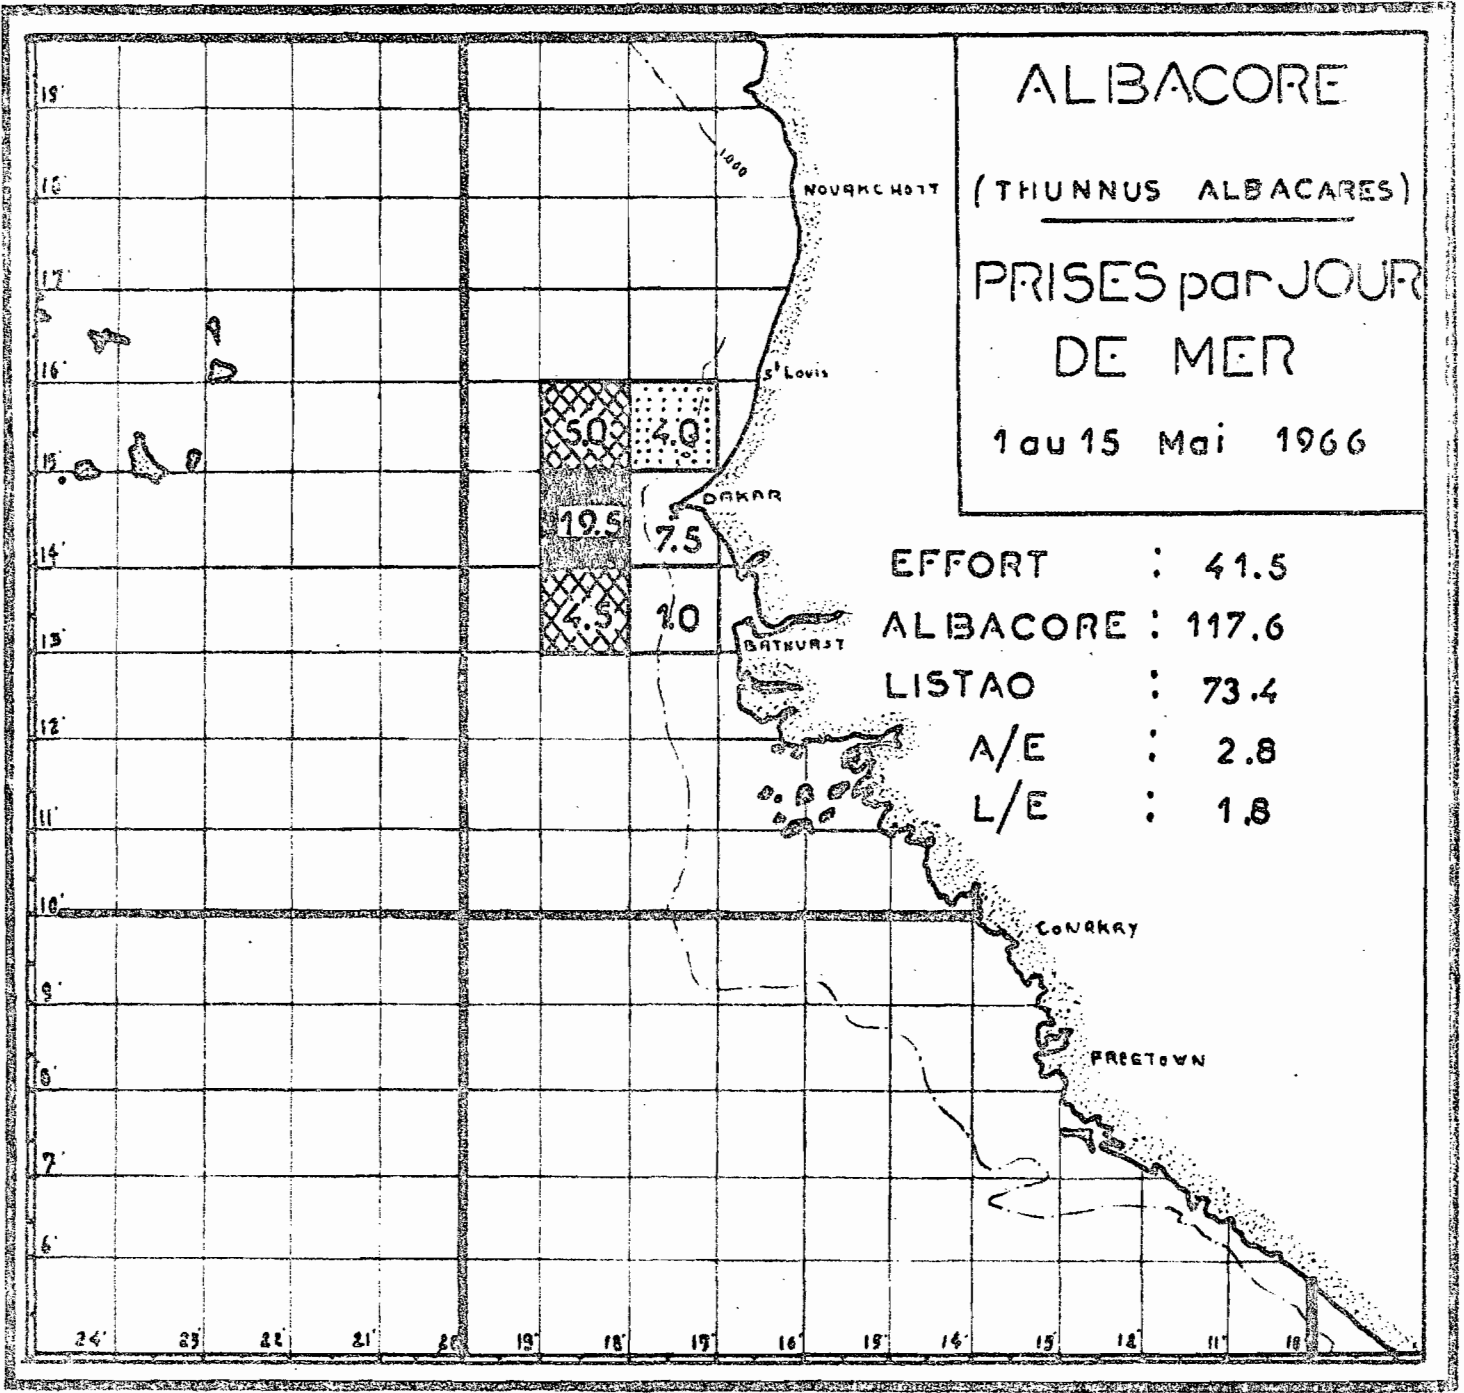 ALBACORE
(THUNNUS ALBACARES)
PRISES par JOUR
DE MER
1 au 15 Mai 1966
EFFORT : 41.5
ALBACORE : 117.6
LISTAO : 73.4
A/E : 2.8
L/E : 1.8
19°
1000
18°
NOUAKCHOTT
17°
16°
St Louis
5.0 4.0
15°
DAKAR
19.5 7.5
14°
4.5 1.0
13°
BATHURST
12°
11°
10°
CONAKRY
9°
FREETOWN
8°
7°
6°
24° 23° 22° 21° 20° 19° 18° 17° 16° 15° 14° 13° 12° 11° 10°